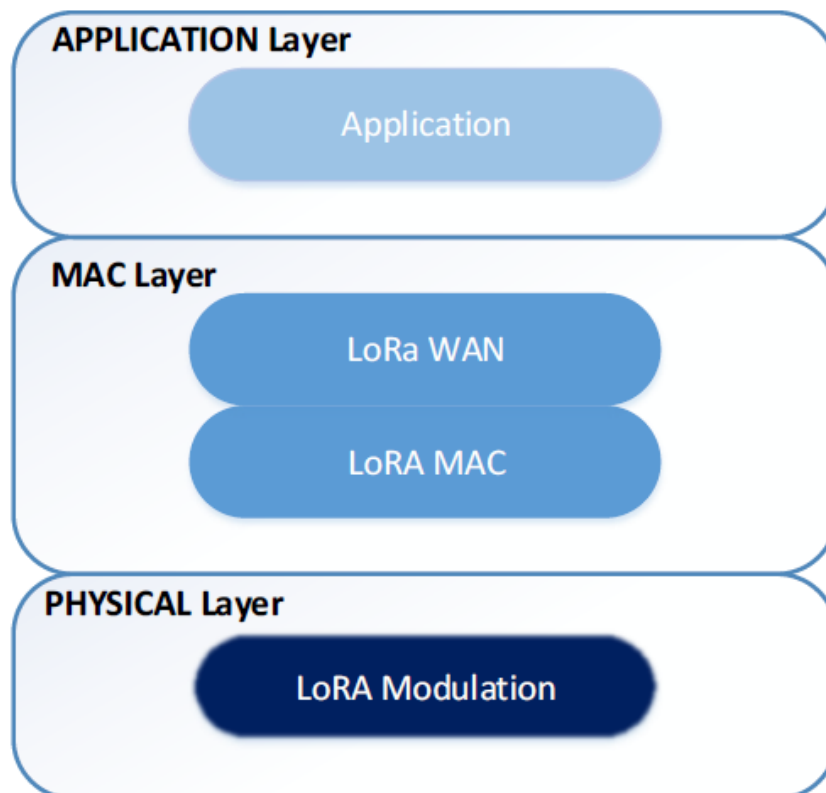 APPLICATION Layer
Application
MAC Layer
LoRa WAN
LoRA MAC
PHYSICAL Layer
LoRA Modulation